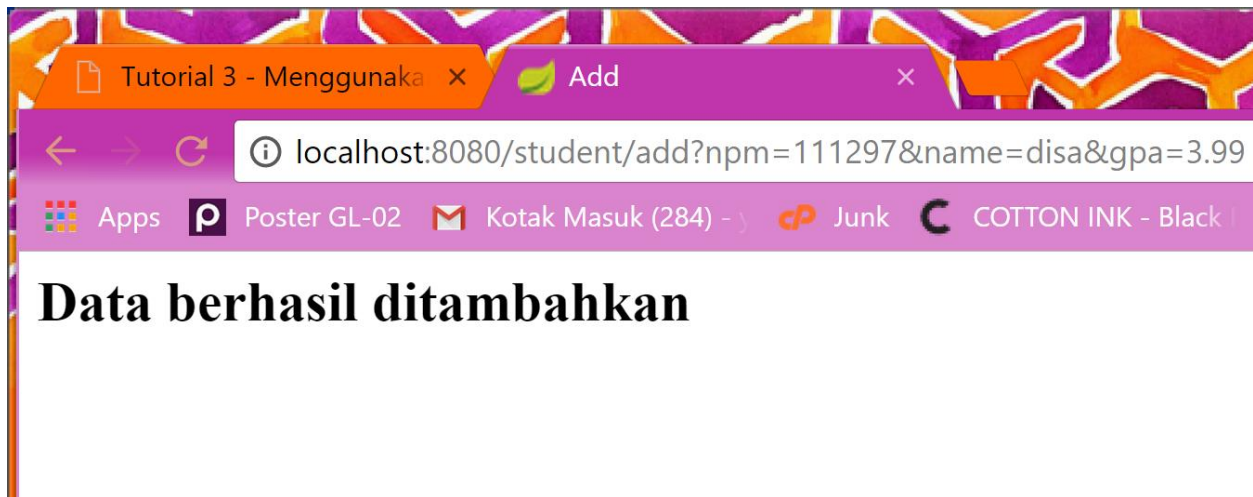 Tutorial 3 - Menggunaka
Add
localhost:8080/student/add?npm=111297&name=disa&gpa=3.99
Apps
Poster GL-02
Kotak Masuk (284) - y
Junk
COTTON INK - Black
Data berhasil ditambahkan